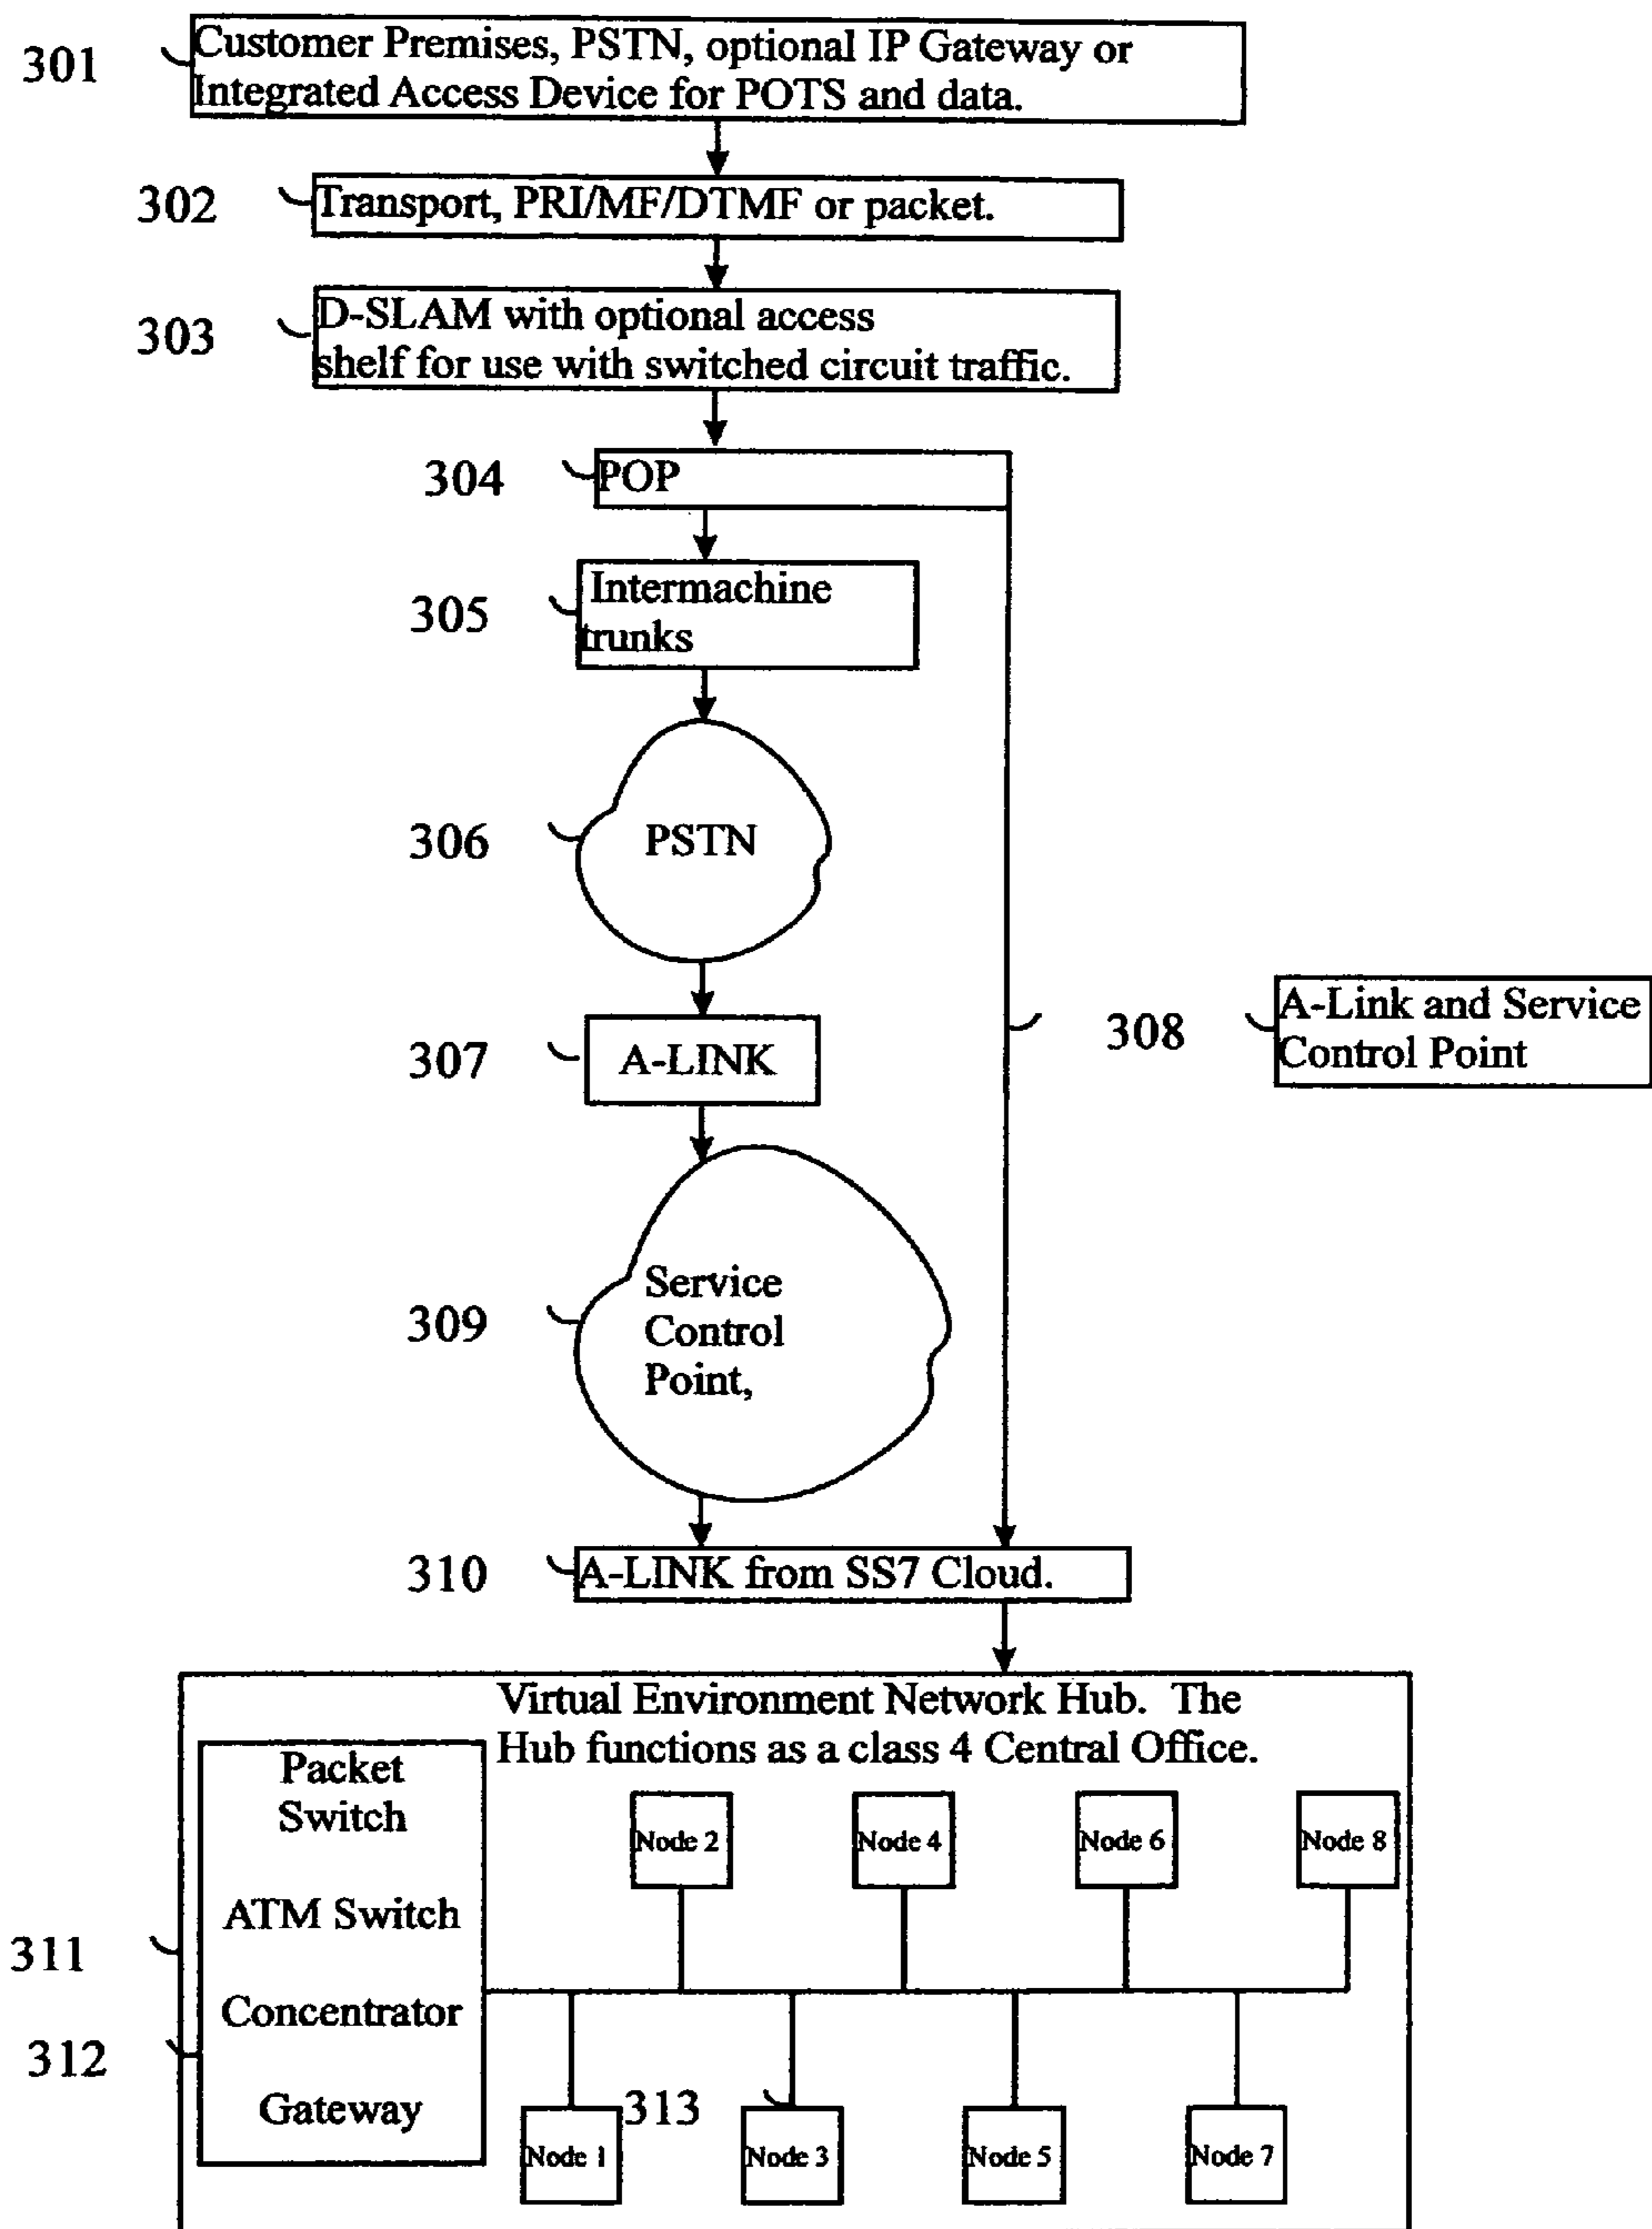 301
Customer Premises, PSTN, optional IP Gateway or
Integrated Access Device for POTS and data.
302
Transport, PRI/MF/DTMF or packet.
303
D-SLAM with optional access
shelf for use with switched circuit traffic.
304
POP
305
Intermachine
trunks
306
PSTN
307
A-LINK
308
A-Link and Service
Control Point
309
Service
Control
Point,
310
A-LINK from SS7 Cloud.
Virtual Environment Network Hub. The
Hub functions as a class 4 Central Office.
311
312
Packet
Switch
ATM Switch
Concentrator
Gateway
Node 2
Node 4
Node 6
Node 8
313
Node 1
Node 3
Node 5
Node 7